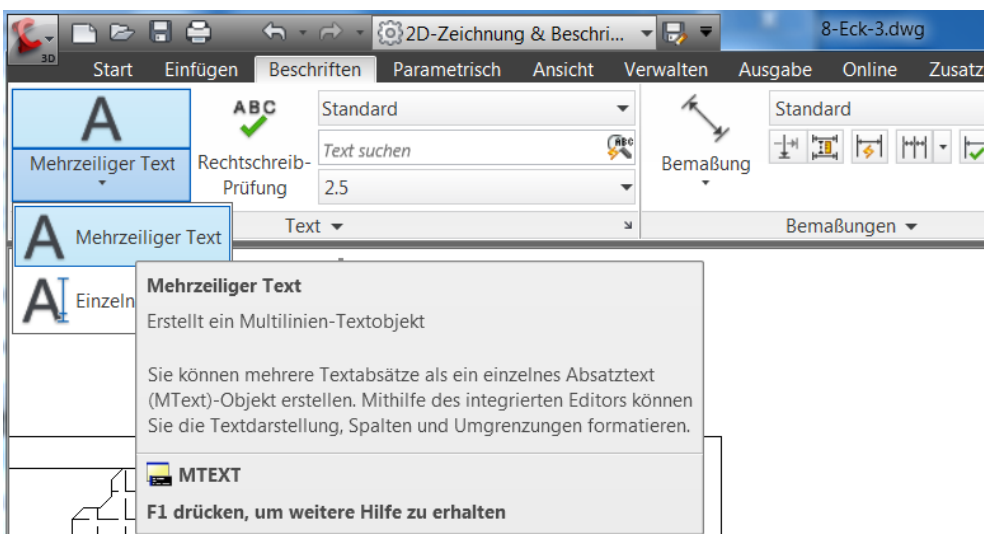 3D
2D-Zeichnung & Beschri...
8-Eck-3.dwg
Start Einfügen Beschriften Parametrisch Ansicht Verwalten Ausgabe Online Zusatz
A
Mehrzeiliger Text
ABC
Rechtschreib-
Prüfung
Standard
Text suchen
ABC
2.5
Bemaßung
Standard
Text
Bemaßungen
A Mehrzeiliger Text
A Einzeln
Mehrzeiliger Text
Erstellt ein Multilinien-Textobjekt
Sie können mehrere Textabsätze als ein einzelnes Absatztext
(MText)-Objekt erstellen. Mithilfe des integrierten Editors können
Sie die Textdarstellung, Spalten und Umgrenzungen formatieren.
MTEXT
F1 drücken, um weitere Hilfe zu erhalten